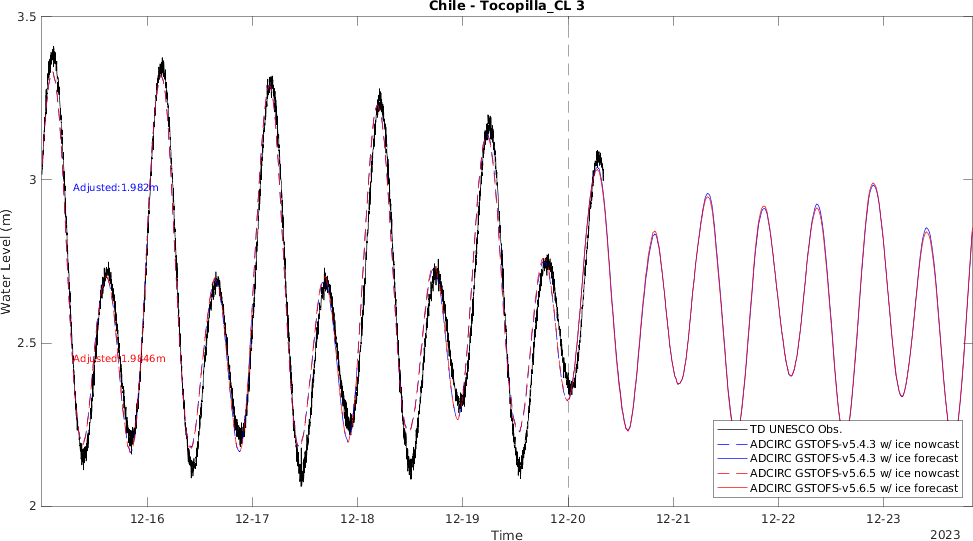 Chile - Tocopilla_CL 3
3.5
3
2.5
2
Water Level (m)
Adjusted:1.982m
Adjusted:1.9846m
TD UNESCO Obs.
ADCIRC GSTOFS-v5.4.3 w/ ice nowcast
ADCIRC GSTOFS-v5.4.3 w/ ice forecast
ADCIRC GSTOFS-v5.6.5 w/ ice nowcast
ADCIRC GSTOFS-v5.6.5 w/ ice forecast
12-16 12-17 12-18 12-19 12-20 12-21 12-22 12-23
Time
2023